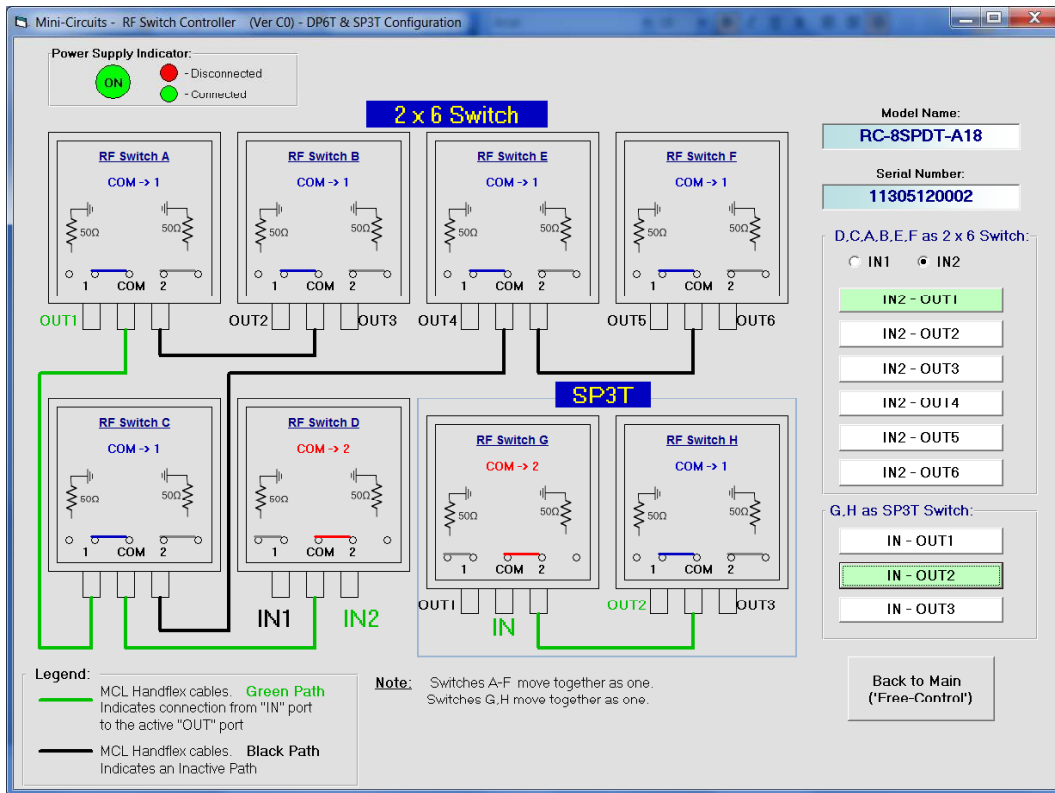 Mini-Circuits - RF Switch Controller (Ver C0) - DP6T & SP3T Configuration
Power Supply Indicator:
ON
- Disconnected
- Connected
2 x 6 Switch
Model Name:
RC-8SPDT-A18
Serial Number:
11305120002
RF Switch A
COM -> 1
50Ω
50Ω
1 COM 2
RF Switch B
COM -> 1
50Ω
50Ω
1 COM 2
RF Switch E
COM -> 1
50Ω
50Ω
1 COM 2
RF Switch F
COM -> 1
50Ω
50Ω
1 COM 2
OUT1
OUT2
OUT3
OUT4
OUT5
OUT6
D,C,A,B,E,F as 2 x 6 Switch:
IN1
IN2
IN2 - OUT1
IN2 - OUT2
IN2 - OUT3
IN2 - OUT4
IN2 - OUT5
IN2 - OUT6
SP3T
RF Switch C
COM -> 1
50Ω
50Ω
1 COM 2
RF Switch D
COM -> 2
50Ω
50Ω
1 COM 2
IN1
IN2
RF Switch G
COM -> 2
50Ω
50Ω
1 COM 2
RF Switch H
COM -> 1
50Ω
50Ω
1 COM 2
OUT1
IN
OUT2
OUT3
G,H as SP3T Switch:
IN - OUT1
IN - OUT2
IN - OUT3
Legend:
MCL Handflex cables. Green Path
Indicates connection from "IN" port
to the active "OUT" port
MCL Handflex cables. Black Path
Indicates an Inactive Path
Note: Switches A-F move together as one.
Switches G,H move together as one.
Back to Main
('Free-Control')